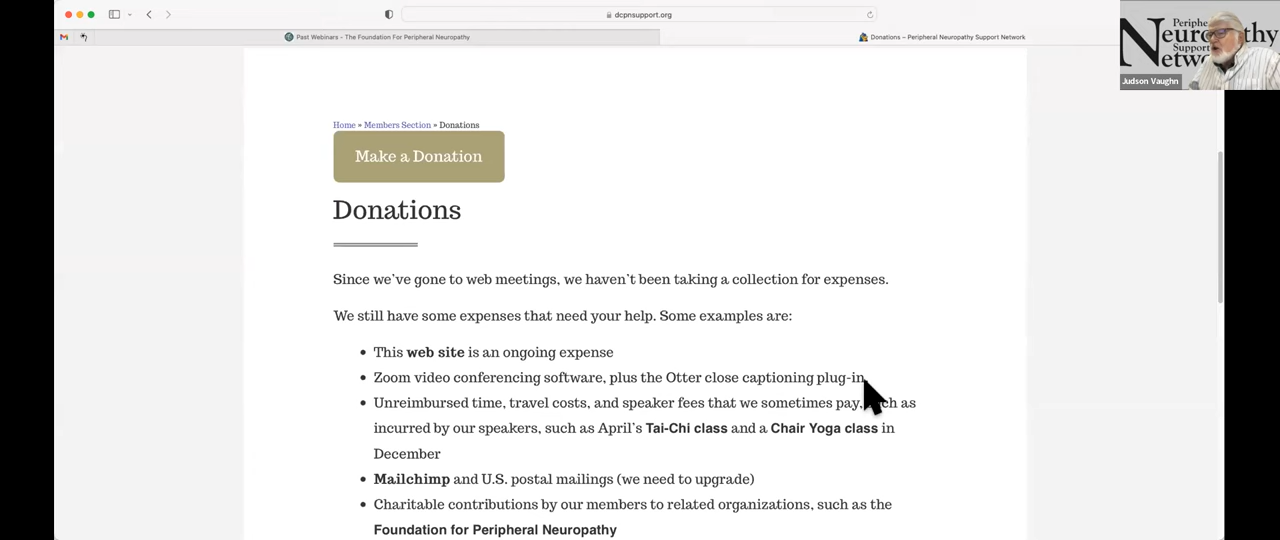 dcpnsupport.org
Past Webinars – The Foundation For Peripheral Neuropathy
Donations – Peripheral Neuropathy Support Network
Neuropathy
Support
Judson Vaughn
Home » Members Section » Donations
Make a Donation
Donations
Since we've gone to web meetings, we haven't been taking a collection for expenses.
We still have some expenses that need your help. Some examples are:
• This web site is an ongoing expense
• Zoom video conferencing software, plus the Otter close captioning plug-in
• Unreimbursed time, travel costs, and speaker fees that we sometimes pay, as
incurred by our speakers, such as April's Tai-Chi class and a Chair Yoga class in
December
• Mailchimp and U.S. postal mailings (we need to upgrade)
• Charitable contributions by our members to related organizations, such as the
Foundation for Peripheral Neuropathy